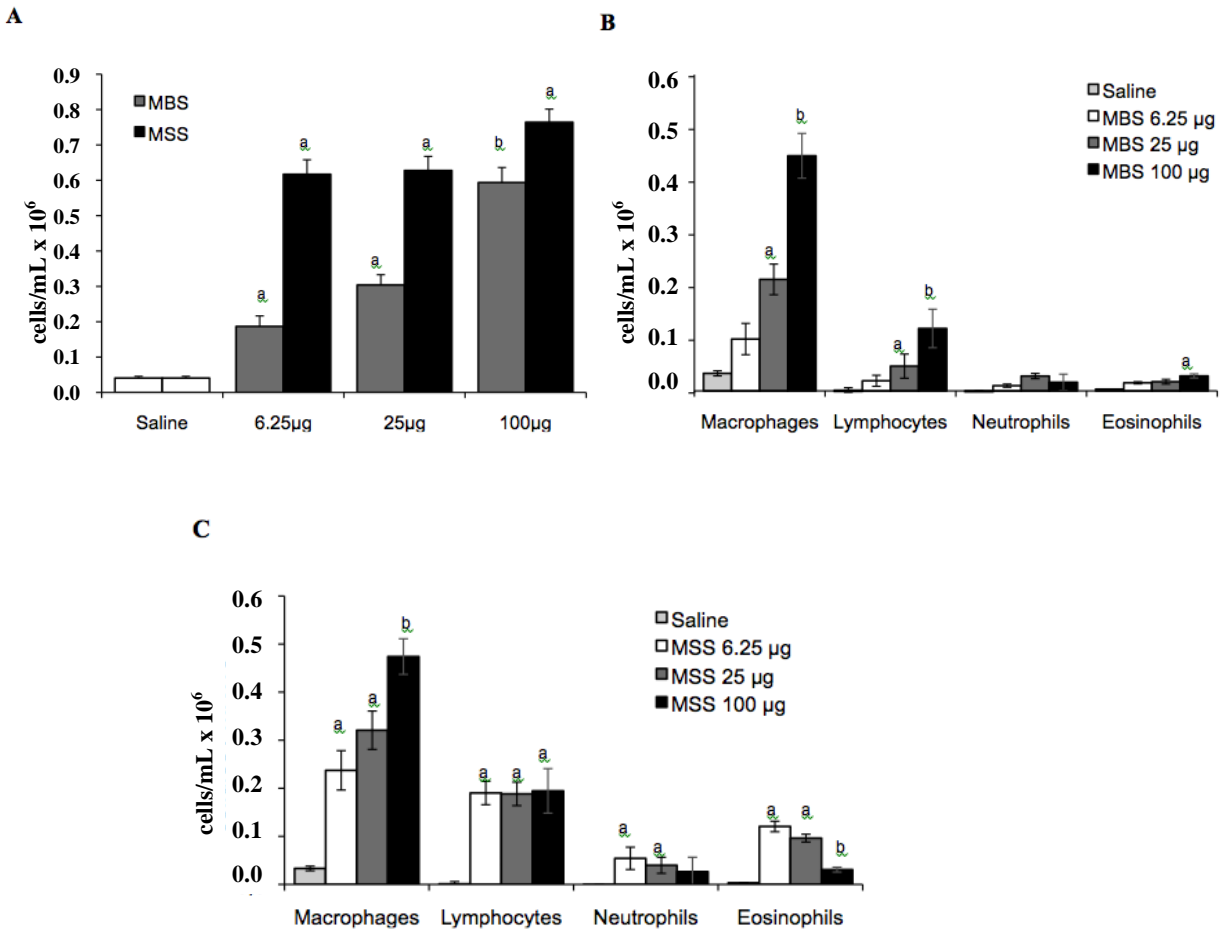 A
0.9
0.8
0.7
0.6
0.5
0.4
0.3
0.2
0.1
0.0
cells/mL x 10⁶
MBS
MSS
a
a
a
a
b
a
Saline
6.25µg
25µg
100µg
B
0.6
0.5
0.4
0.3
0.2
0.1
0.0
cells/mL x 10⁶
Saline
MBS 6.25 µg
MBS 25 µg
MBS 100 µg
a
b
a
b
a
Macrophages
Lymphocytes
Neutrophils
Eosinophils
C
0.6
0.5
0.4
0.3
0.2
0.1
0.0
cells/mL x 10⁶
Saline
MSS 6.25 µg
MSS 25 µg
MSS 100 µg
a
a
b
a
a
a
a
a
a
a
b
Macrophages
Lymphocytes
Neutrophils
Eosinophils